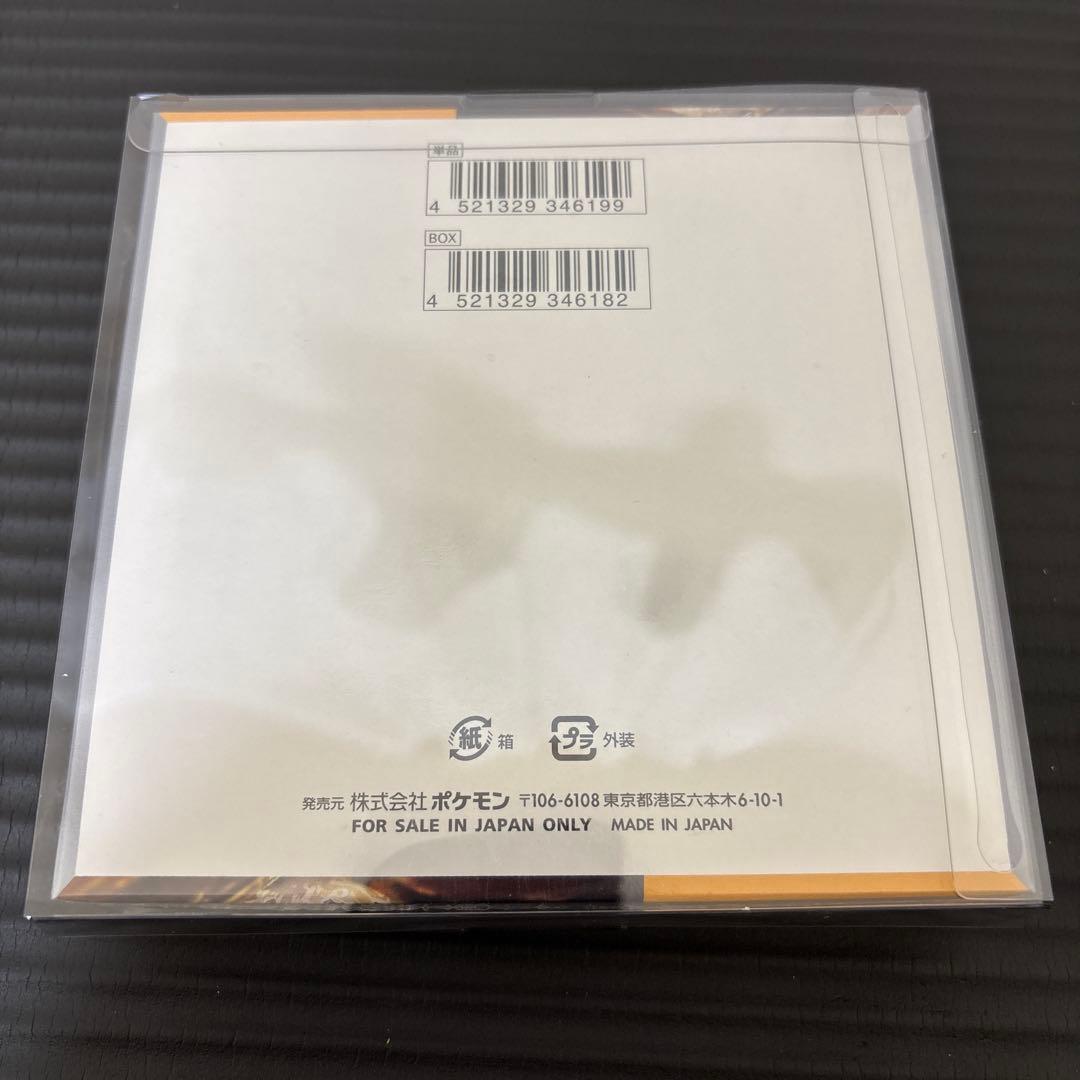 単品
4 521329 346199
BOX
4 521329 346182
紙 箱 プラ 外装
発売元 株式会社ポケモン 〒106-6108 東京都港区六本木6-10-1
FOR SALE IN JAPAN ONLY MADE IN JAPAN